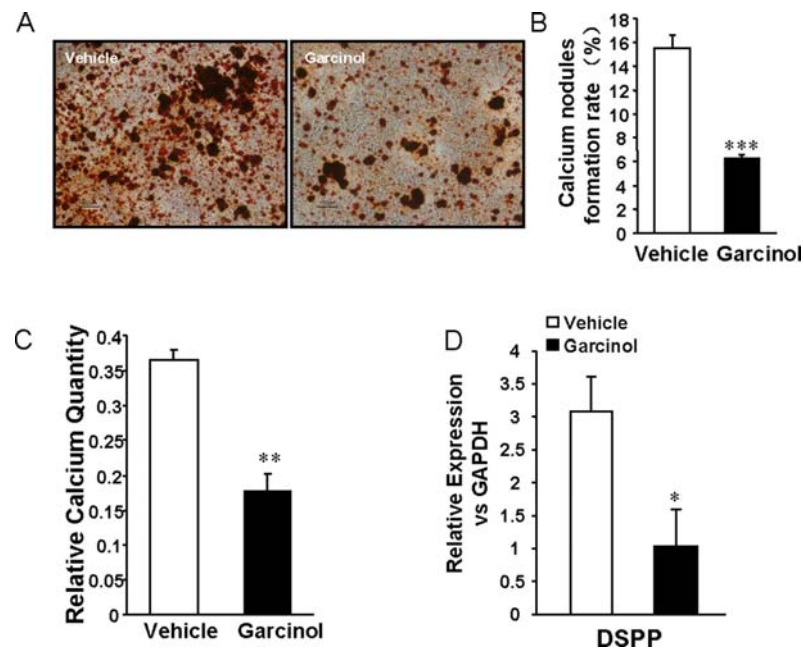 A
Vehicle
Garcinol
B
Calcium nodules
formation rate (%)
18
16
14
12
10
8
6
4
2
0
***
Vehicle Garcinol
C
Relative Calcium Quantity
0.4
0.35
0.3
0.25
0.2
0.15
0.1
0.05
0
**
Vehicle Garcinol
D
Vehicle
Garcinol
Relative Expression
vs GAPDH
4
3.5
3
2.5
2
1.5
1
0.5
0
*
DSPP